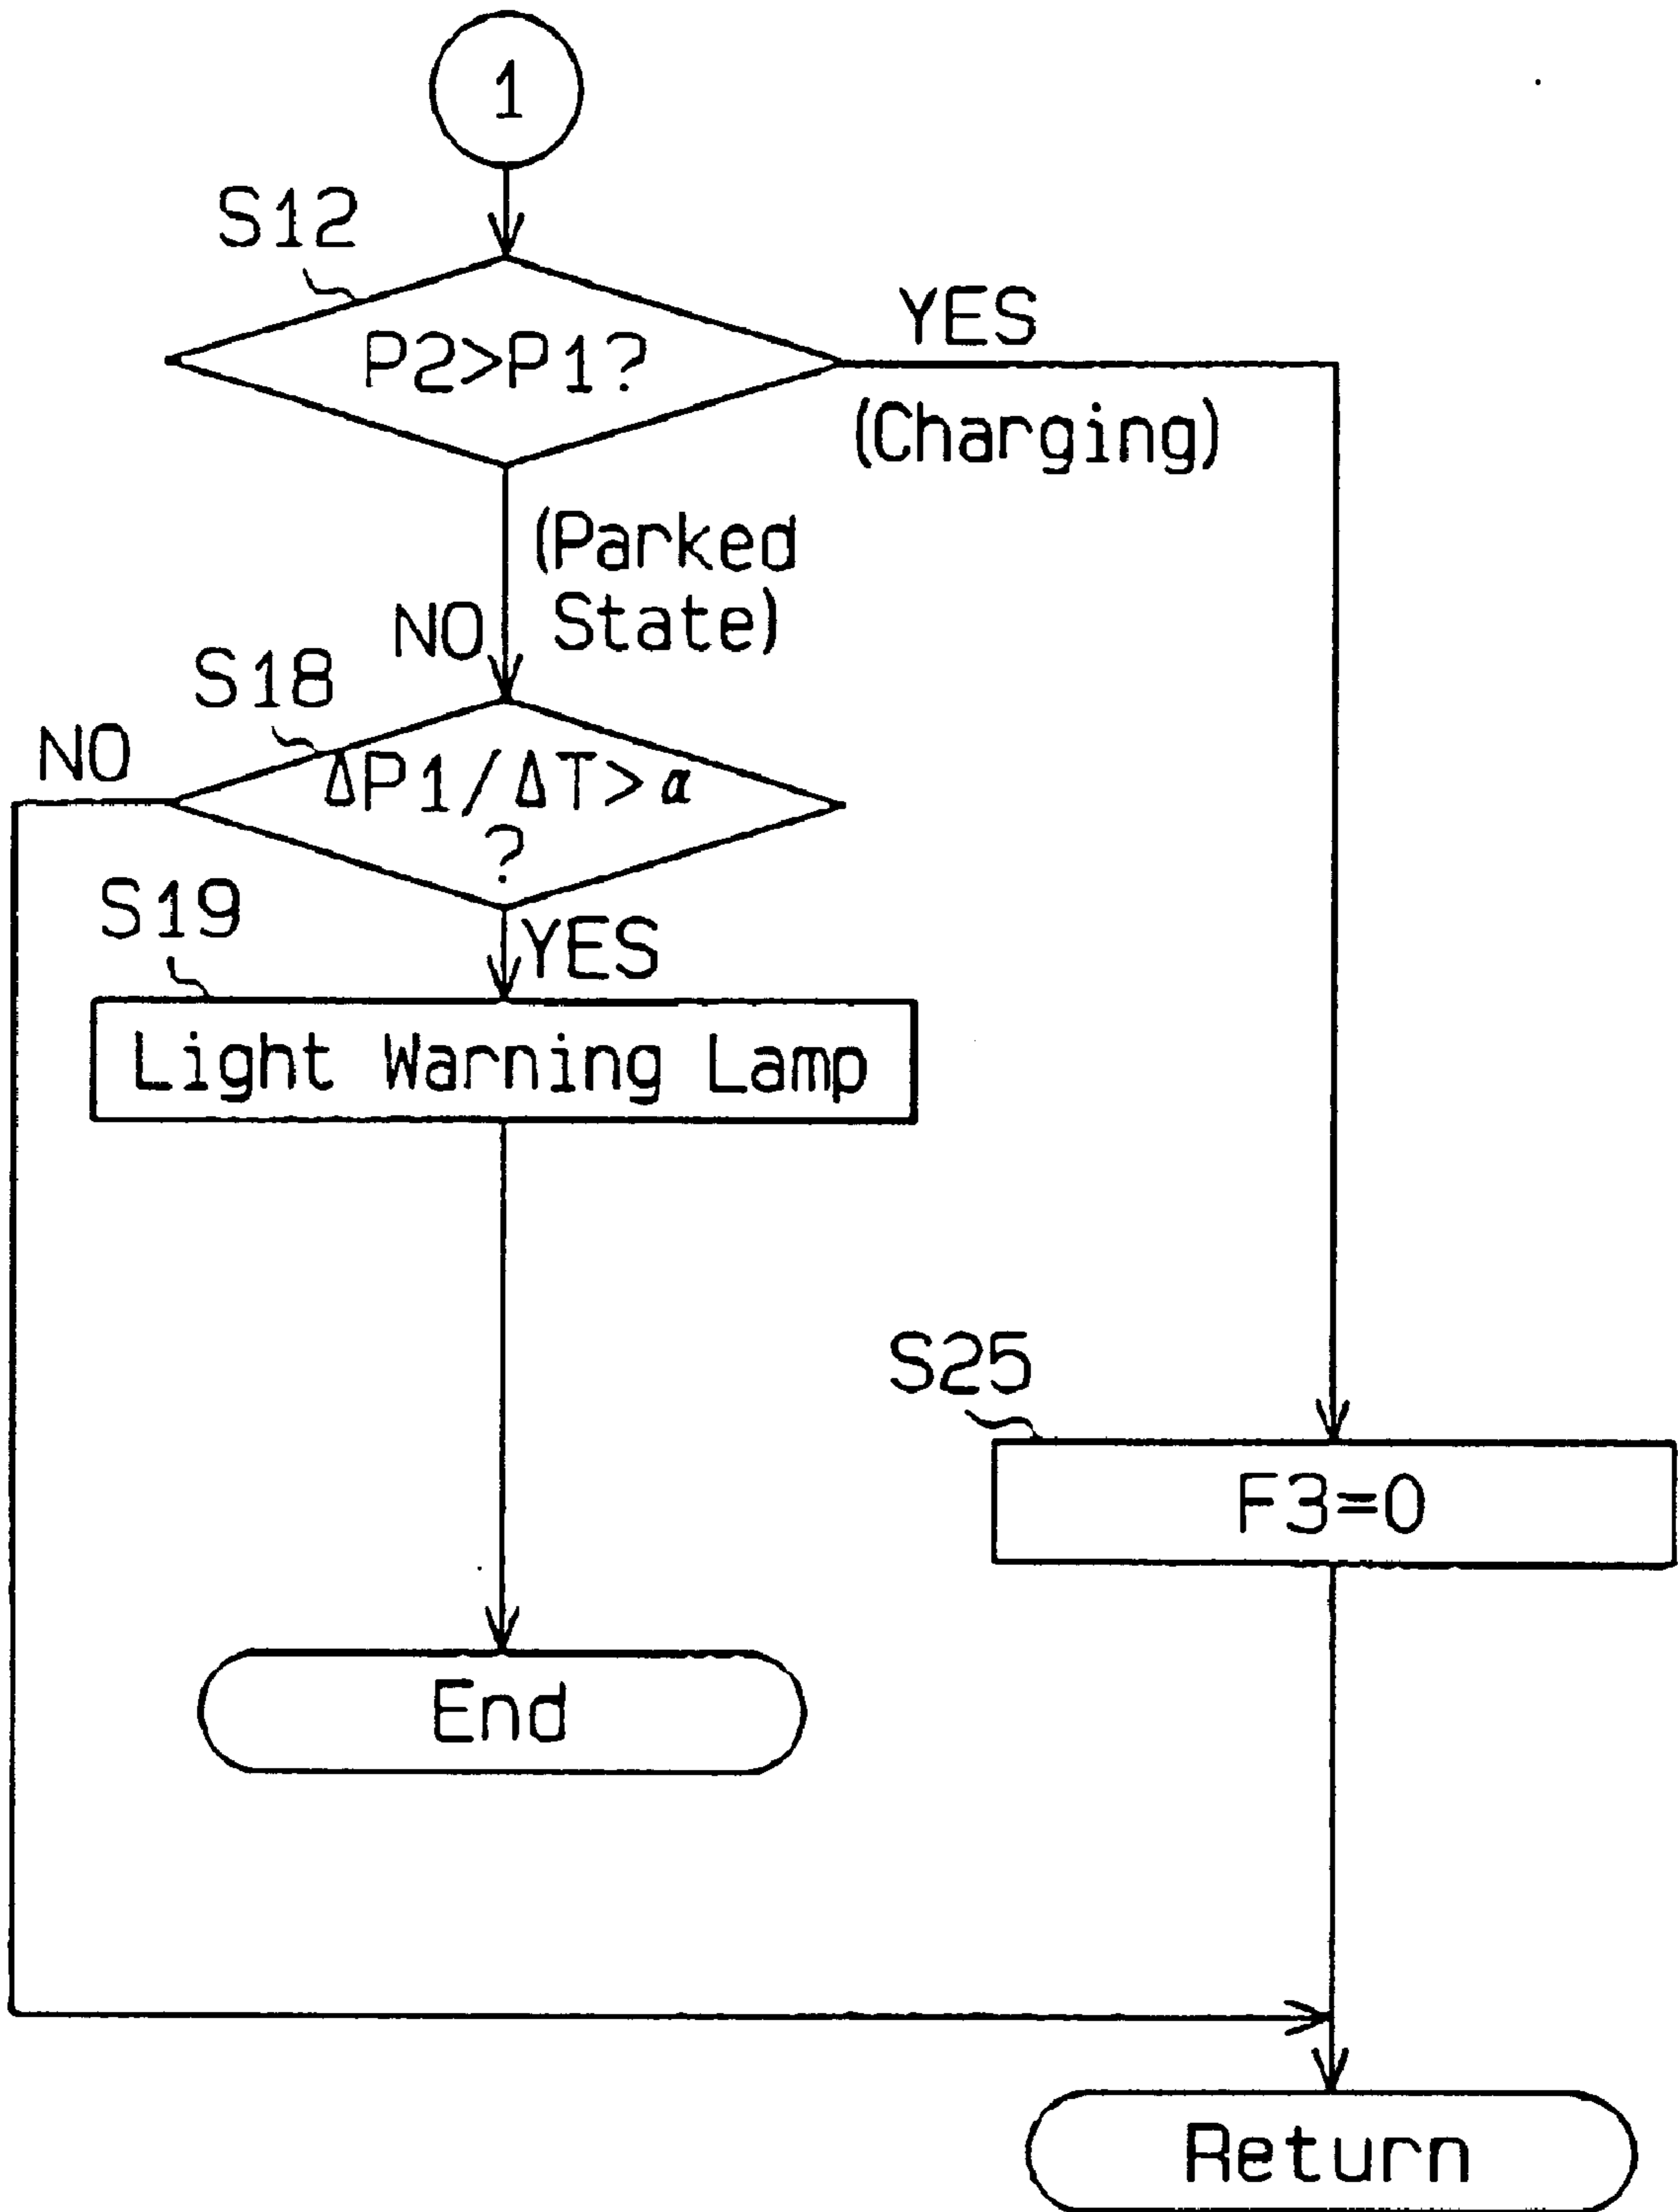 1
S12
P2>P1?
YES
(Charging)
(Parked
State)
NO
S18
NO
ΔP1/ΔT>α
?
S19
YES
Light Warning Lamp
S25
F3=0
End
Return